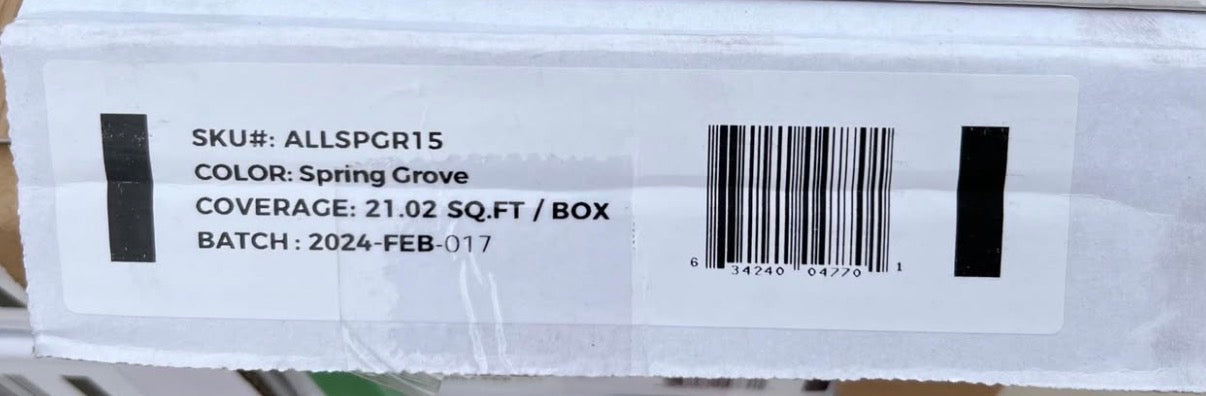 SKU#: ALLSPGR15
COLOR: Spring Grove
COVERAGE: 21.02 SQ.FT / BOX
BATCH : 2024-FEB-017
6 34240 04770 1